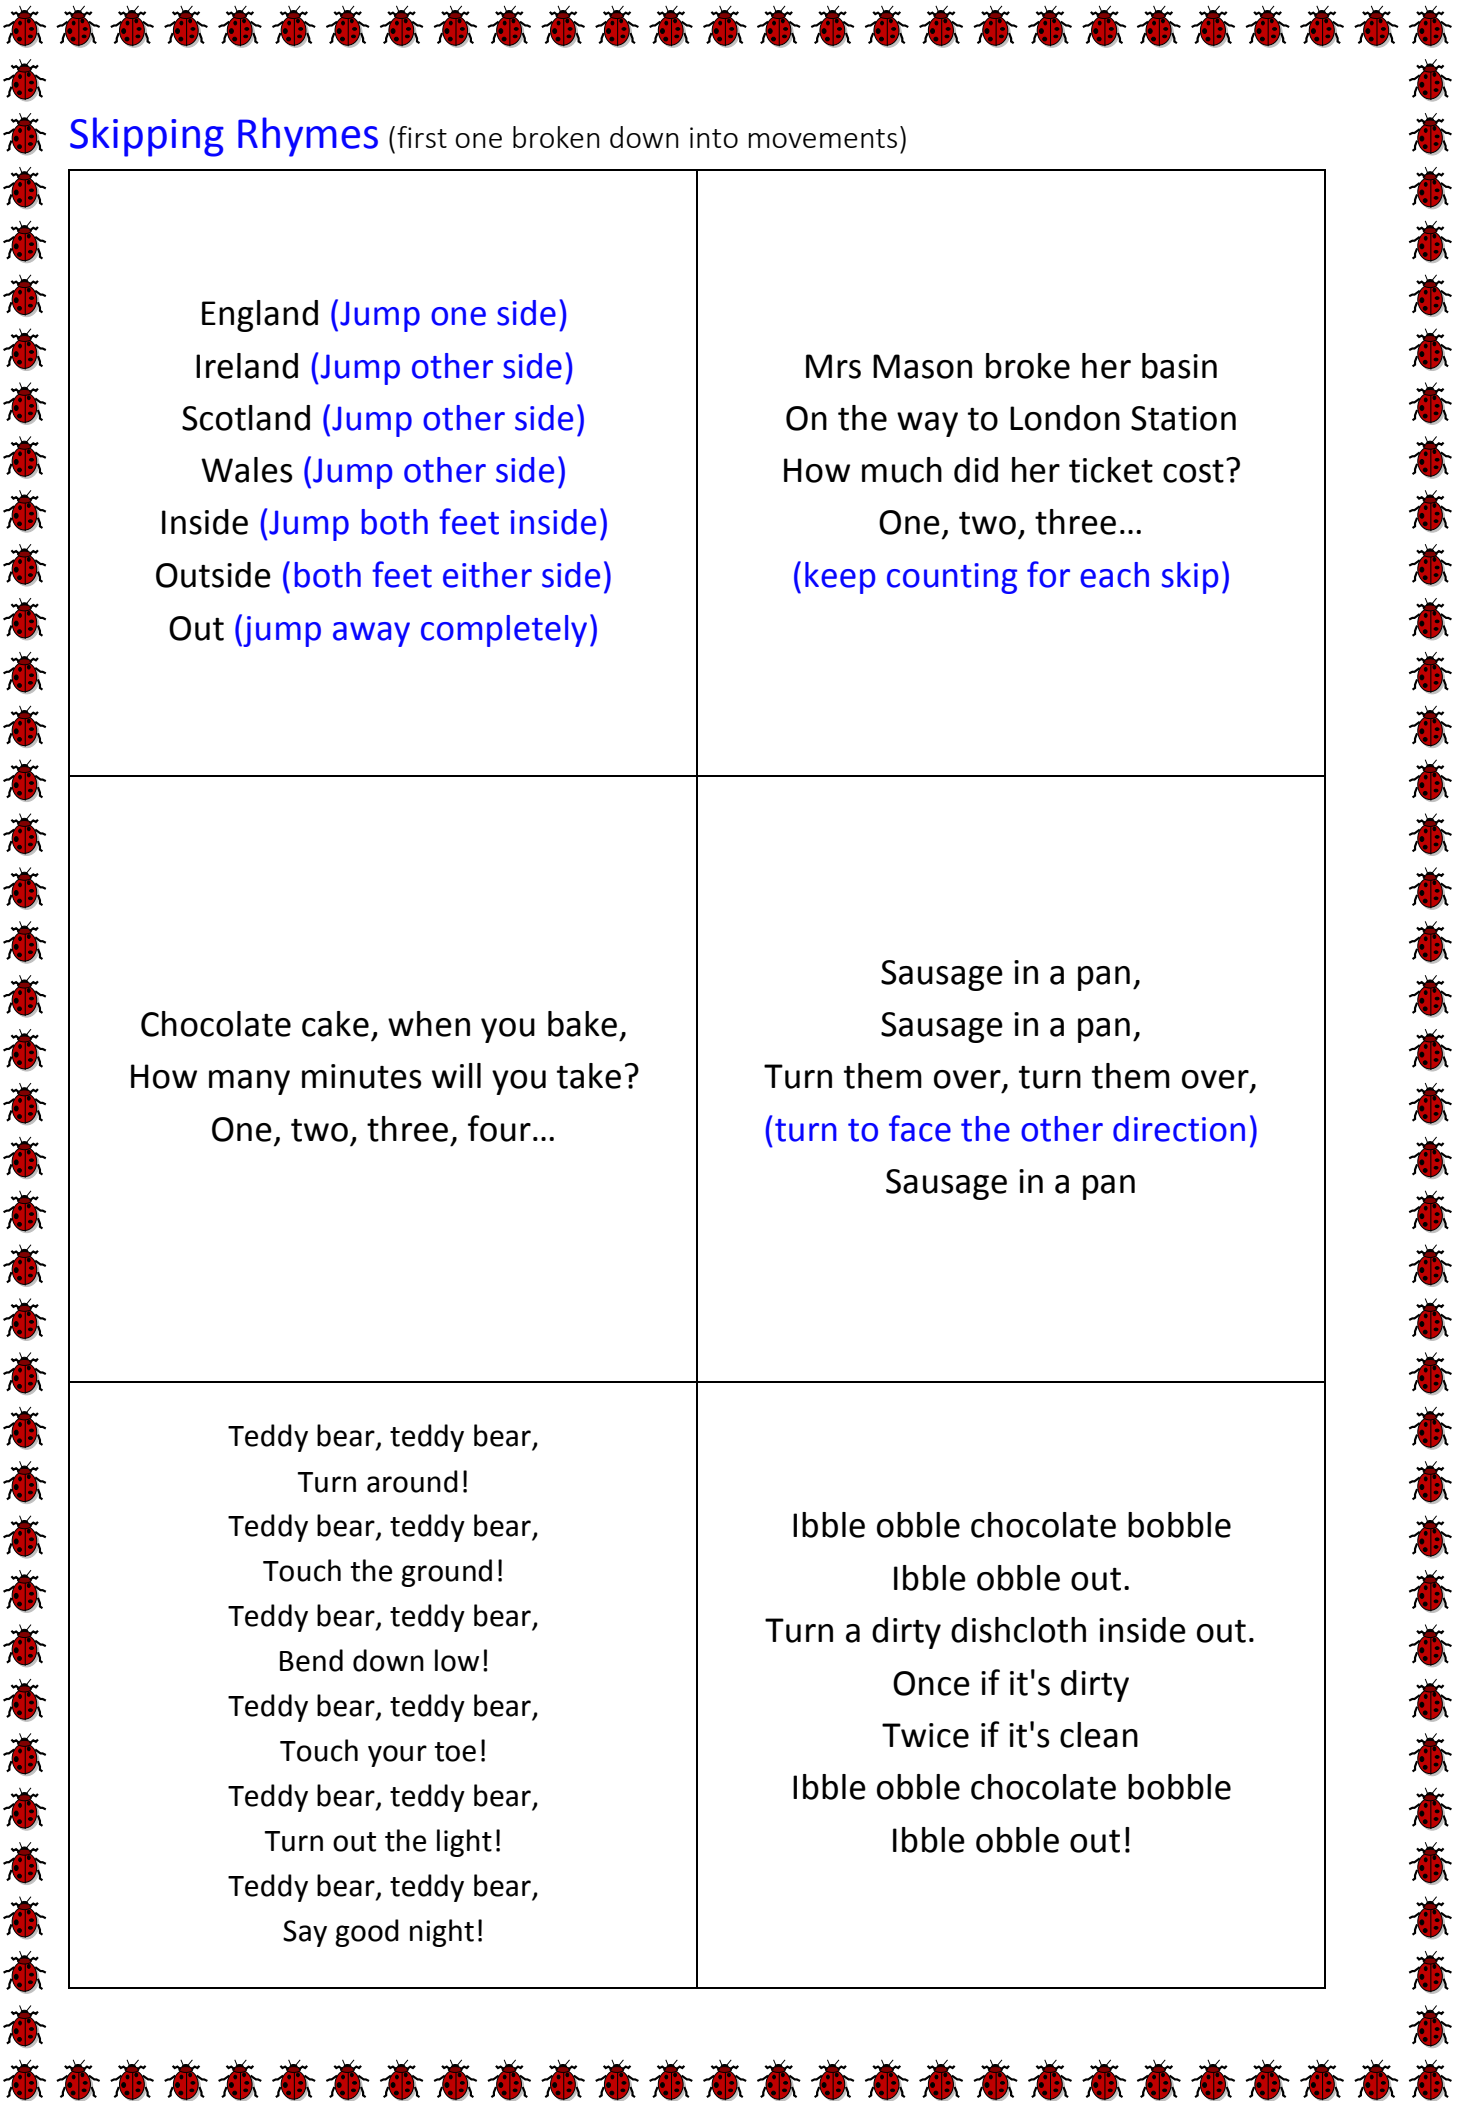 Skipping Rhymes (first one broken down into movements)
England (Jump one side)
Ireland (Jump other side)
Scotland (Jump other side)
Wales (Jump other side)
Inside (Jump both feet inside)
Outside (both feet either side)
Out (jump away completely)
Mrs Mason broke her basin
On the way to London Station
How much did her ticket cost?
One, two, three...
(keep counting for each skip)
Chocolate cake, when you bake,
How many minutes will you take?
One, two, three, four...
Sausage in a pan,
Sausage in a pan,
Turn them over, turn them over,
(turn to face the other direction)
Sausage in a pan
Teddy bear, teddy bear,
Turn around!
Teddy bear, teddy bear,
Touch the ground!
Teddy bear, teddy bear,
Bend down low!
Teddy bear, teddy bear,
Touch your toe!
Teddy bear, teddy bear,
Turn out the light!
Teddy bear, teddy bear,
Say good night!
Ibble obble chocolate bobble
Ibble obble out.
Turn a dirty dishcloth inside out.
Once if it's dirty
Twice if it's clean
Ibble obble chocolate bobble
Ibble obble out!